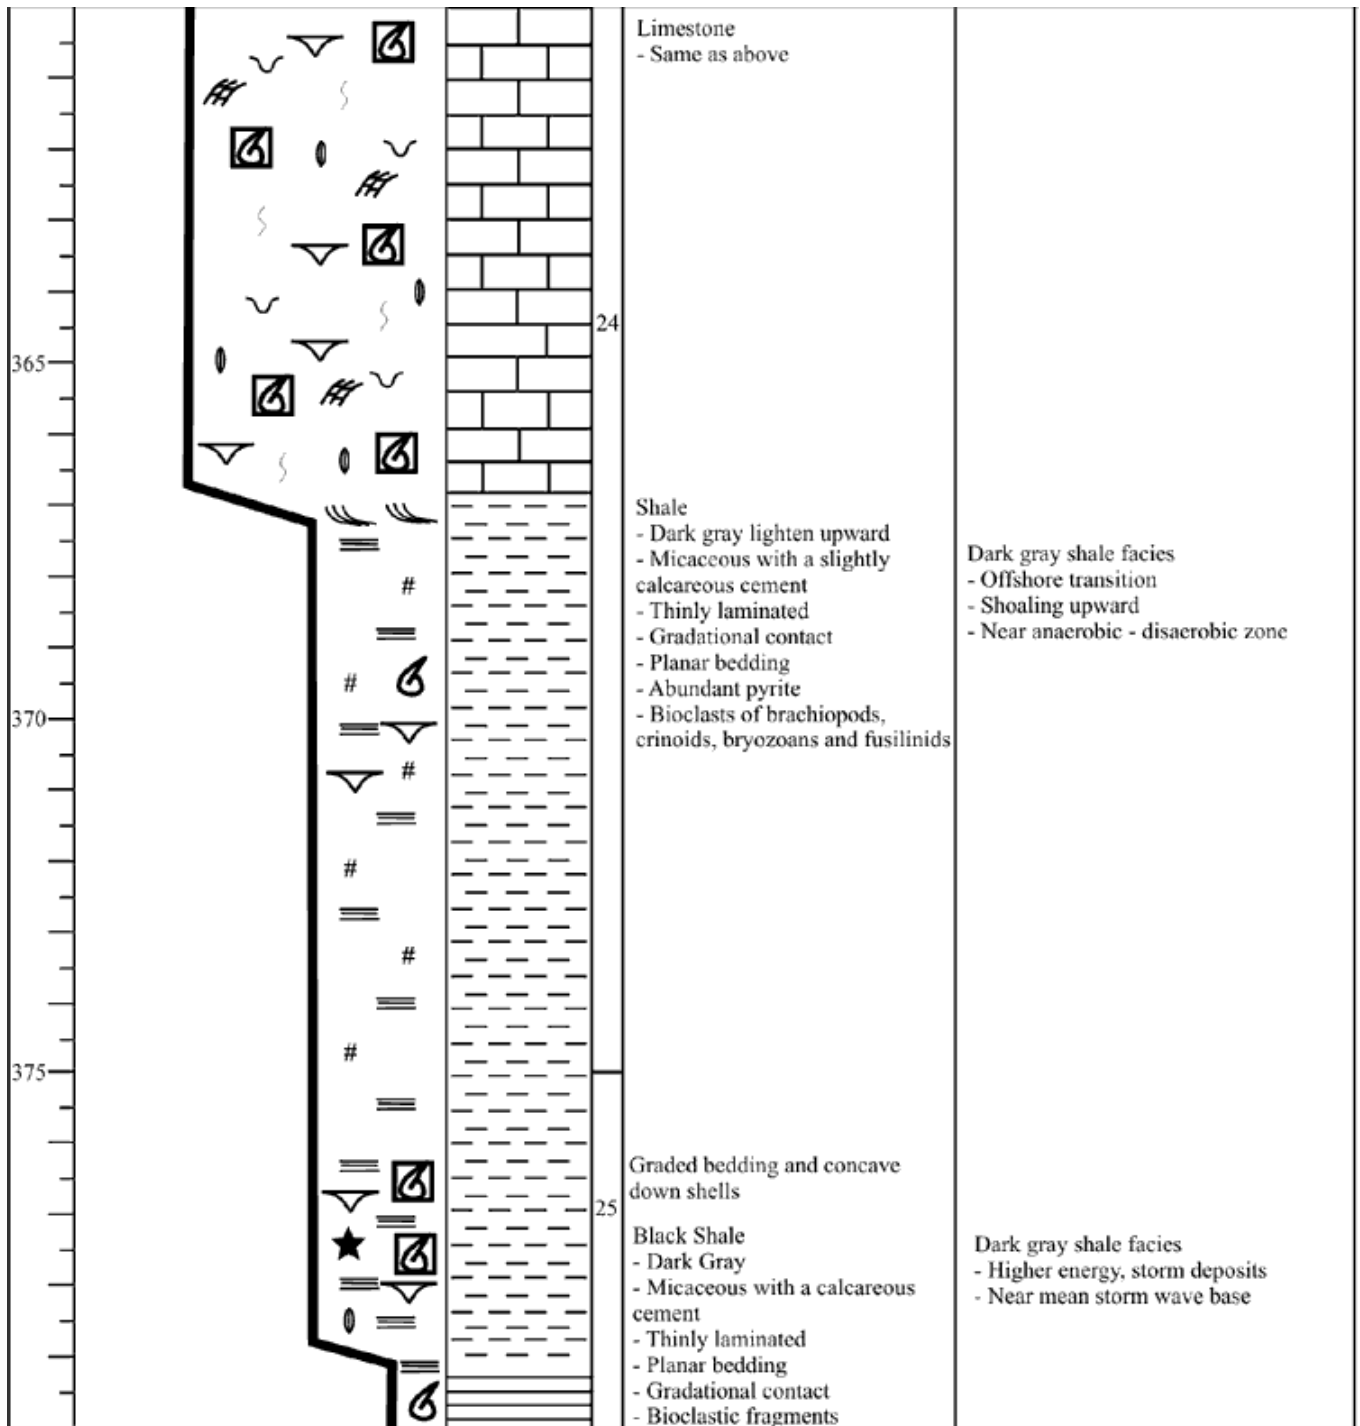 Limestone
- Same as above
24
365
Shale
- Dark gray lighten upward
- Micaceous with a slightly
calcareous cement
- Thinly laminated
- Gradational contact
- Planar bedding
- Abundant pyrite
- Bioclasts of brachiopods,
crinoids, bryozoans and fusilinids
Dark gray shale facies
- Offshore transition
- Shoaling upward
- Near anaerobic - disaerobic zone
#
#
370
#
#
#
#
375
Graded bedding and concave
down shells
25
Black Shale
- Dark Gray
- Micaceous with a calcareous
cement
- Thinly laminated
- Planar bedding
- Gradational contact
- Bioclastic fragments
Dark gray shale facies
- Higher energy, storm deposits
- Near mean storm wave base